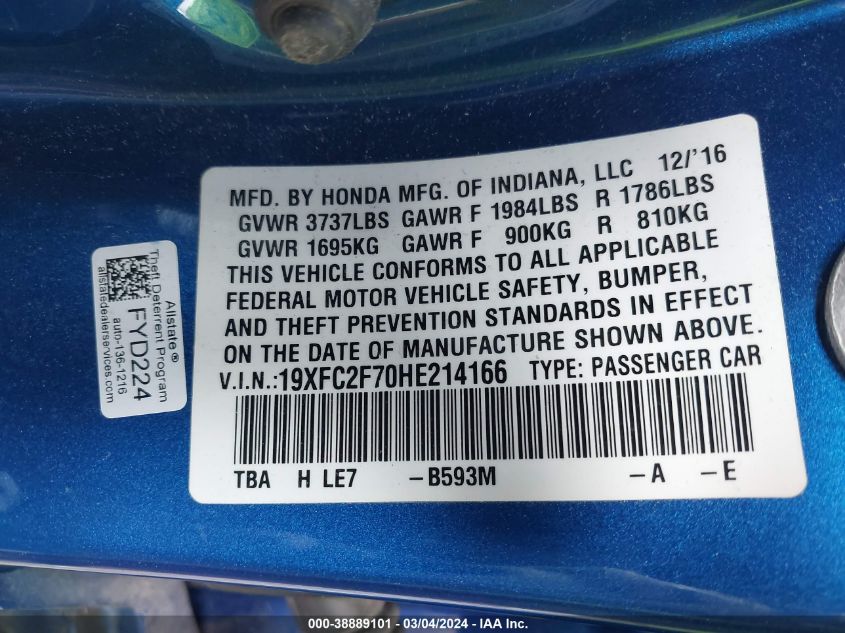 MFD. BY HONDA MFG. OF INDIANA, LLC 12/'16
GVWR 3737LBS GAWR F 1984LBS R 1786LBS
GVWR 1695KG GAWR F 900KG R 810KG
THIS VEHICLE CONFORMS TO ALL APPLICABLE
FEDERAL MOTOR VEHICLE SAFETY, BUMPER,
AND THEFT PREVENTION STANDARDS IN EFFECT
ON THE DATE OF MANUFACTURE SHOWN ABOVE.
V.I.N.:19XFC2F70HE214166 TYPE: PASSENGER CAR
TBA H LE7 -B593M -A -E
Allstate®
Theft Deterrent Program
FYD224
auto-136-1216
allstatedealerservices.com
000-38889101 - 03/04/2024 - IAA Inc.